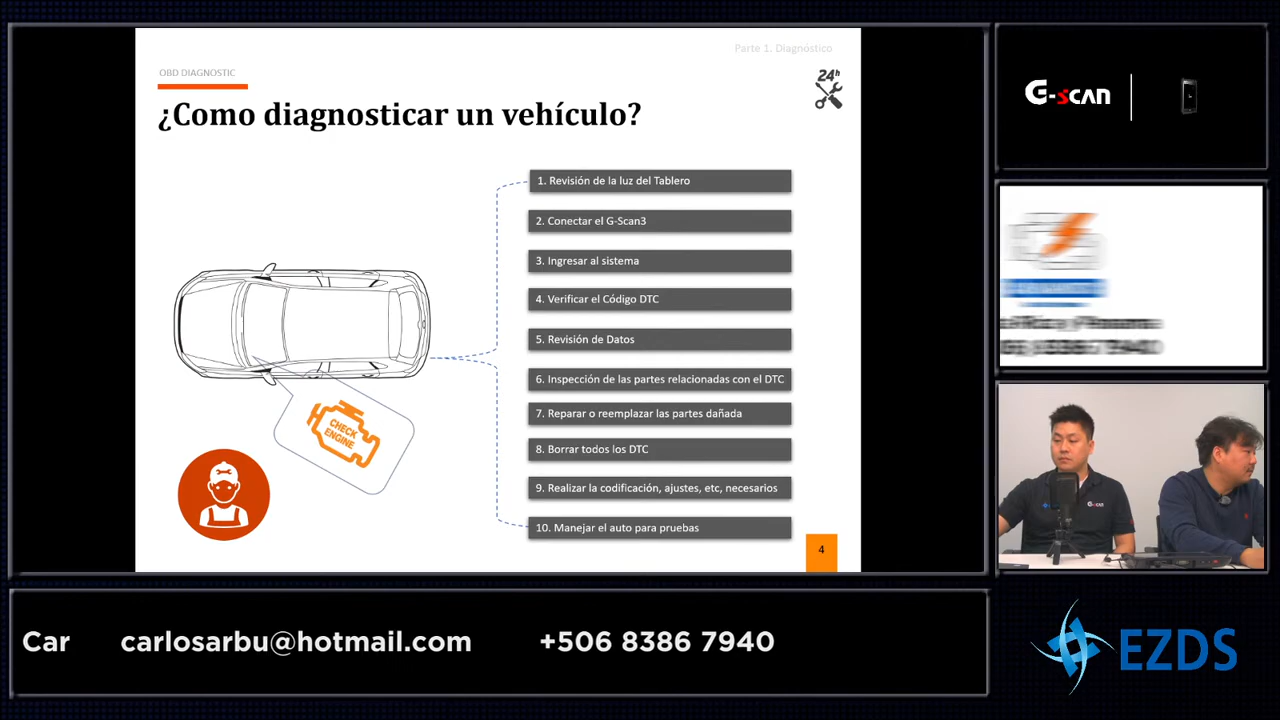 Parte 1. Diagnóstico
OBD DIAGNOSTIC
24h
¿Como diagnosticar un vehículo?
1. Revisión de la luz del Tablero
2. Conectar el G-Scan3
3. Ingresar al sistema
4. Verificar el Código DTC
5. Revisión de Datos
6. Inspección de las partes relacionadas con el DTC
7. Reparar o reemplazar las partes dañada
8. Borrar todos los DTC
9. Realizar la codificación, ajustes, etc, necesarios
10. Manejar el auto para pruebas
CHECK
ENGINE
4
G-SCAN
G-SCAN
Car carlosarbu@hotmail.com +506 8386 7940
EZDS